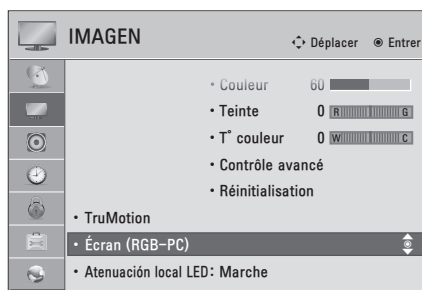 IMAGEN
Déplacer Entrer
• Couleur 60
• Teinte 0 R G
• T° couleur 0 W C
• Contrôle avancé
• Réinitialisation
• TruMotion
• Écran (RGB-PC)
• Atenuación local LED: Marche